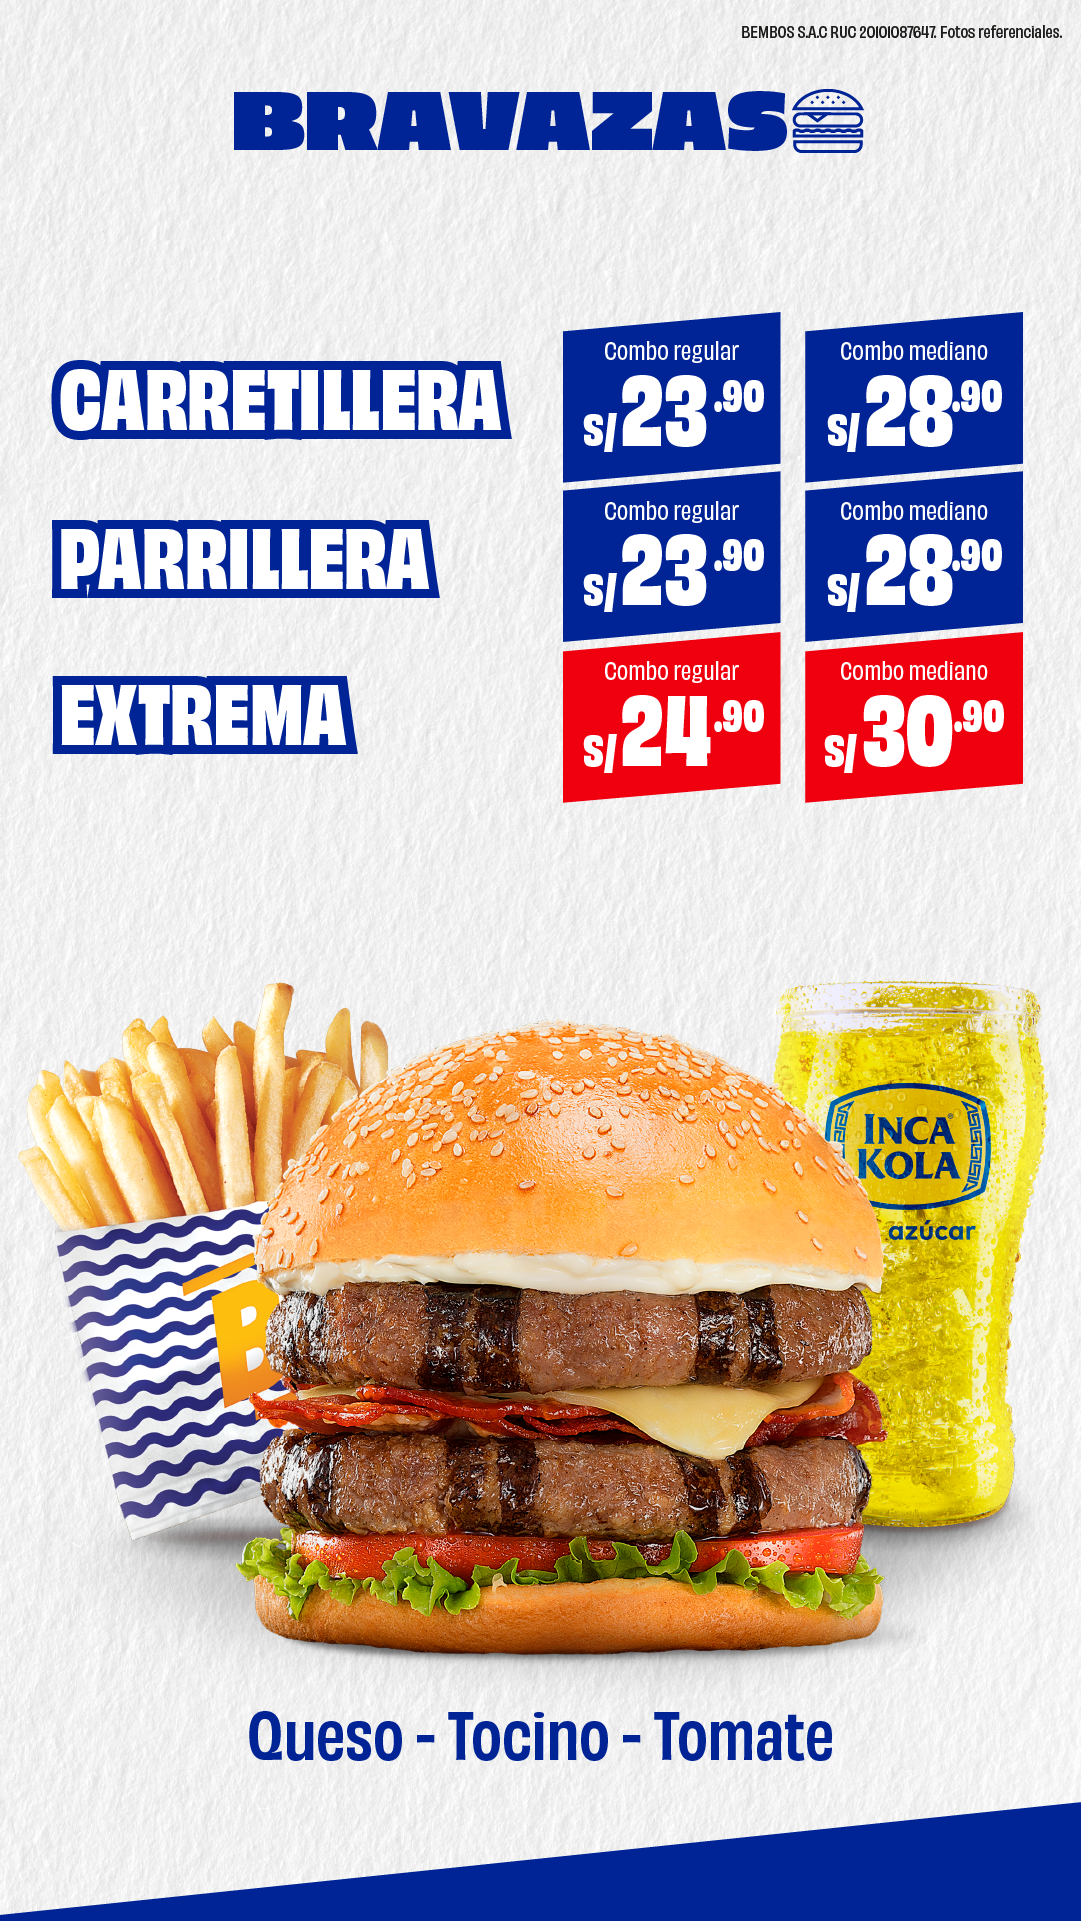 BEMBOS S.A.C RUC 20101087647. Fotos referenciales.
BRAVAZAS
CARRETILLERA
Combo regular
S/23.90
Combo mediano
S/28.90
PARRILLERA
Combo regular
S/23.90
Combo mediano
S/28.90
EXTREMA
Combo regular
S/24.90
Combo mediano
S/30.90
INCA
KOLA
azúcar
B
Queso - Tocino - Tomate